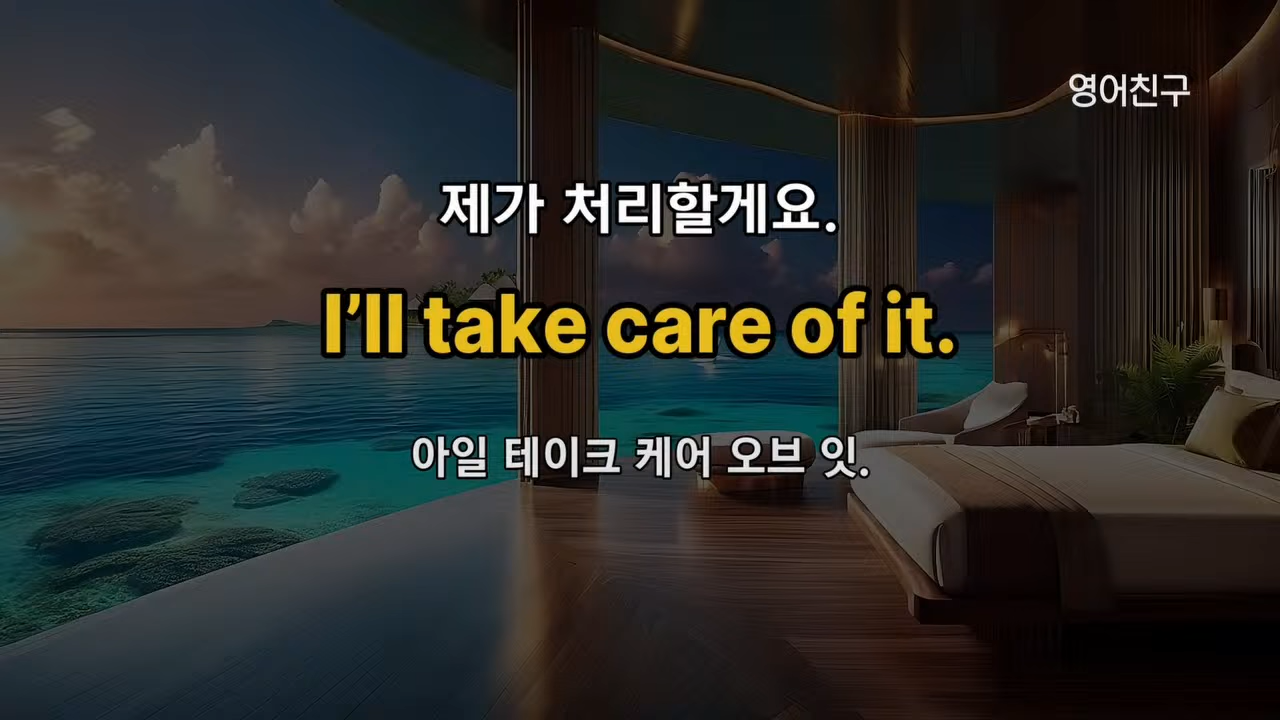 영어친구
제가 처리할게요.
I’ll take care of it.
아일 테이크 케어 오브 잇.